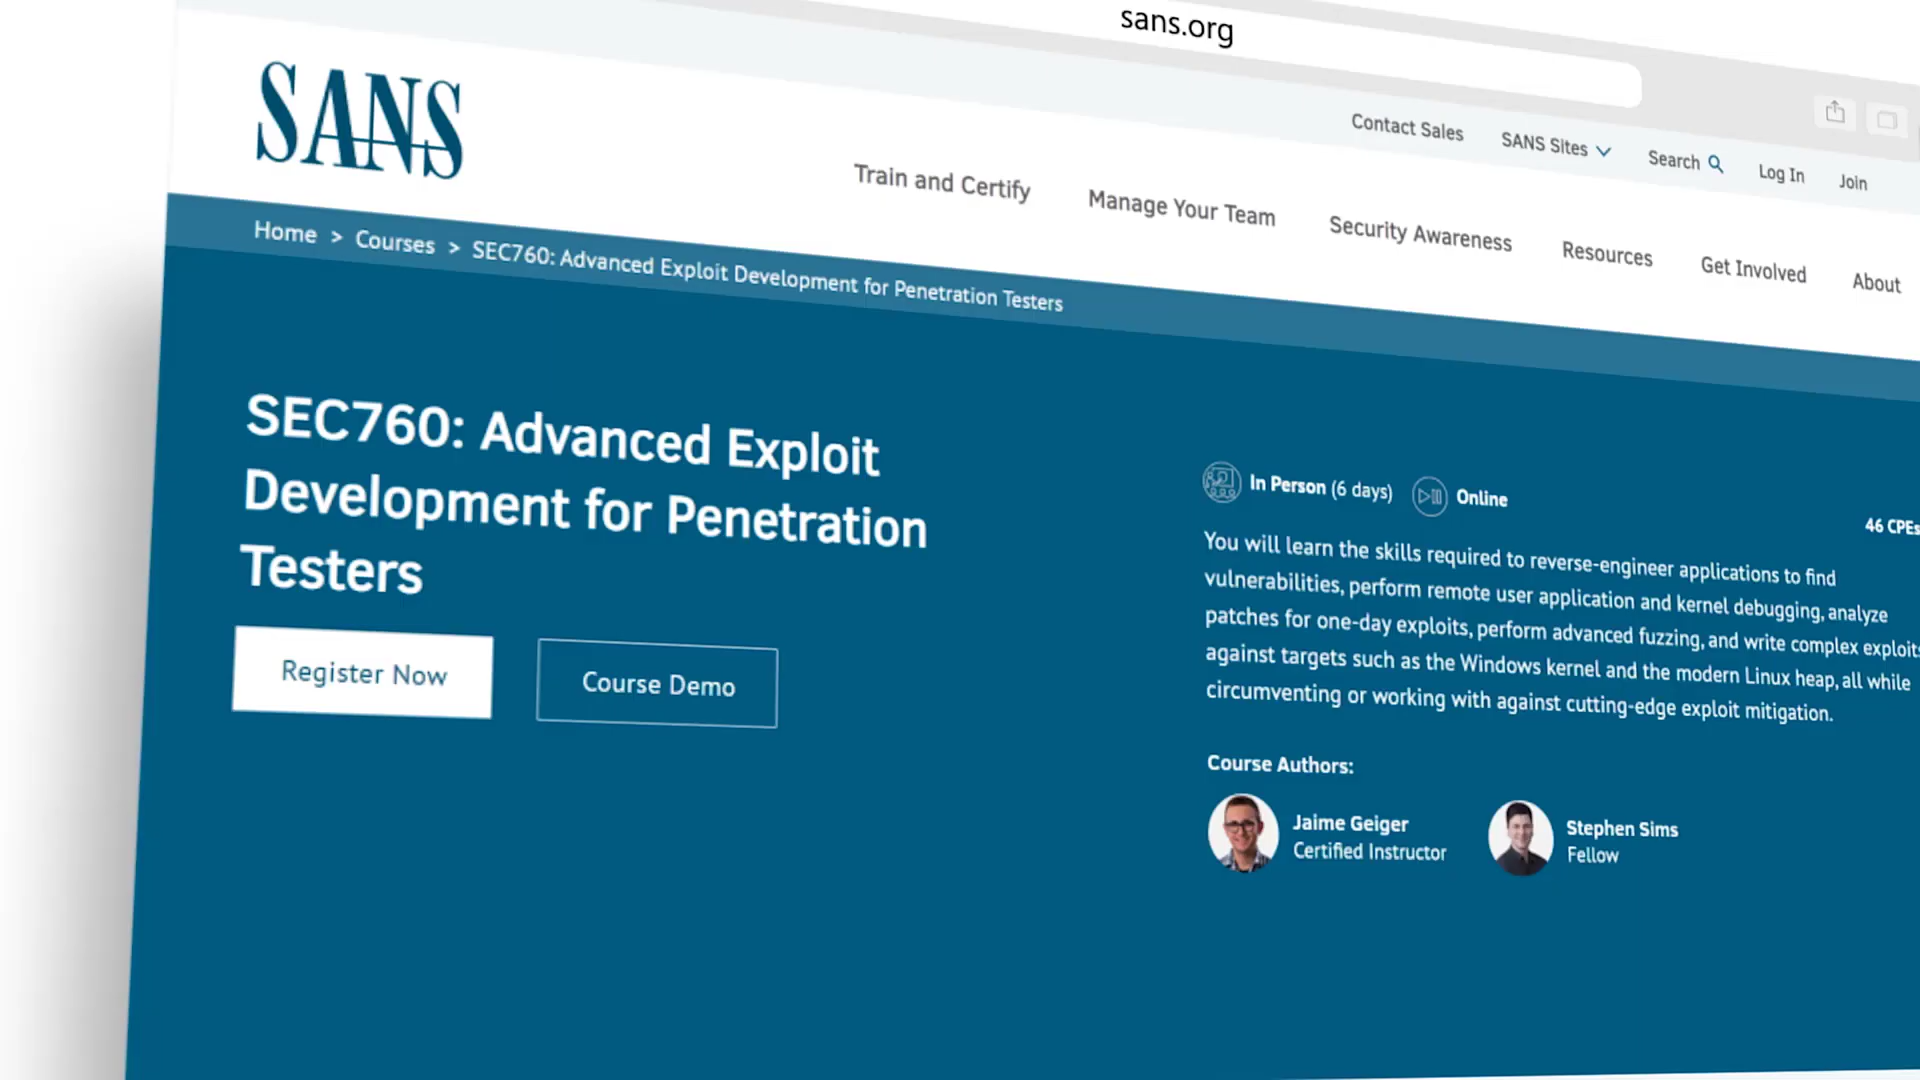 sans.org
Contact Sales
SANS Sites
Search
Log In
Join
SANS
Train and Certify
Manage Your Team
Security Awareness
Resources
Get Involved
About
Home > Courses > SEC760: Advanced Exploit Development for Penetration Testers
SEC760: Advanced Exploit
Development for Penetration
Testers
Register Now
Course Demo
In Person (6 days)
Online
46 CPEs
You will learn the skills required to reverse-engineer applications to find
vulnerabilities, perform remote user application and kernel debugging, analyze
patches for one-day exploits, perform advanced fuzzing, and write complex exploits
against targets such as the Windows kernel and the modern Linux heap, all while
circumventing or working with against cutting-edge exploit mitigation.
Course Authors:
Jaime Geiger
Certified Instructor
Stephen Sims
Fellow